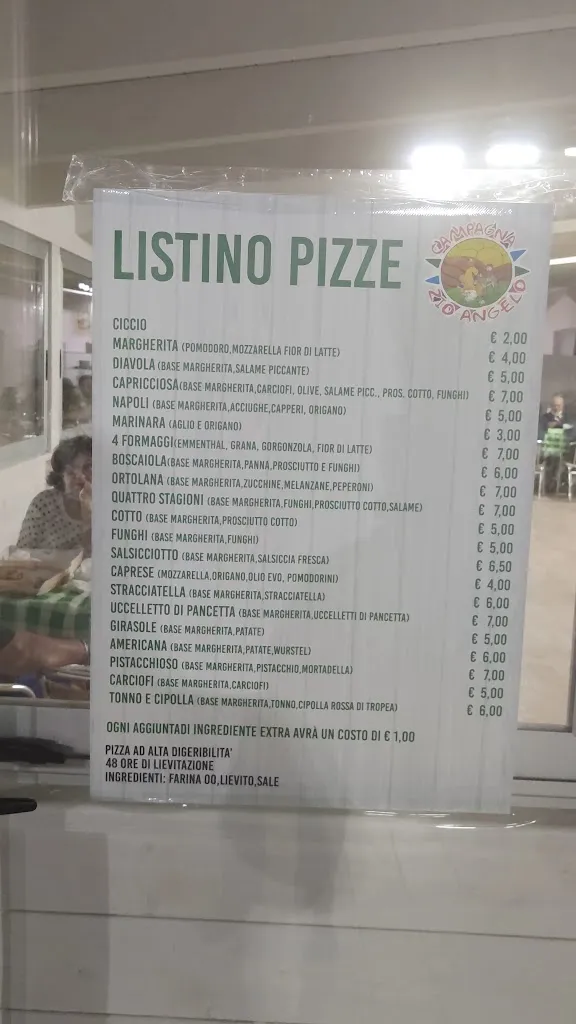 LISTINO PIZZE
CAMPAGNA
ZIO ANGELO
CICCIO € 2,00
MARGHERITA (POMODORO,MOZZARELLA FIOR DI LATTE) € 4,00
DIAVOLA (BASE MARGHERITA,SALAME PICCANTE) € 5,00
CAPRICCIOSA(BASE MARGHERITA,CARCIOFI, OLIVE, SALAME PICC., PROS. COTTO, FUNGHI) € 7,00
NAPOLI (BASE MARGHERITA,ACCIUGHE,CAPPERI, ORIGANO) € 5,00
MARINARA (AGLIO E ORIGANO) € 3,00
4 FORMAGGI(EMMENTHAL, GRANA, GORGONZOLA, FIOR DI LATTE) € 7,00
BOSCAIOLA(BASE MARGHERITA,PANNA,PROSCIUTTO E FUNGHI) € 6,00
ORTOLANA (BASE MARGHERITA,ZUCCHINE,MELANZANE,PEPERONI) € 7,00
QUATTRO STAGIONI (BASE MARGHERITA,FUNGHI,PROSCIUTTO COTTO,SALAME) € 7,00
COTTO (BASE MARGHERITA,PROSCIUTTO COTTO) € 5,00
FUNGHI (BASE MARGHERITA,FUNGHI) € 5,00
SALSICCIOTTO (BASE MARGHERITA,SALSICCIA FRESCA) € 6,50
CAPRESE (MOZZARELLA,ORIGANO,OLIO EVO, POMODORINI) € 4,00
STRACCIATELLA (BASE MARGHERITA,STRACCIATELLA) € 6,00
UCCELLETTO DI PANCETTA (BASE MARGHERITA,UCCELLETTI DI PANCETTA) € 7,00
GIRASOLE (BASE MARGHERITA,PATATE) € 5,00
AMERICANA (BASE MARGHERITA,PATATE,WURSTEL) € 6,00
PISTACCHIOSO (BASE MARGHERITA,PISTACCHIO,MORTADELLA) € 7,00
CARCIOFI (BASE MARGHERITA,CARCIOFI) € 5,00
TONNO E CIPOLLA (BASE MARGHERITA,TONNO,CIPOLLA ROSSA DI TROPEA) € 6,00
OGNI AGGIUNTADI INGREDIENTE EXTRA AVRÀ UN COSTO DI € 1,00
PIZZA AD ALTA DIGERIBILITA'
48 ORE DI LIEVITAZIONE
INGREDIENTI: FARINA 00,LIEVITO,SALE